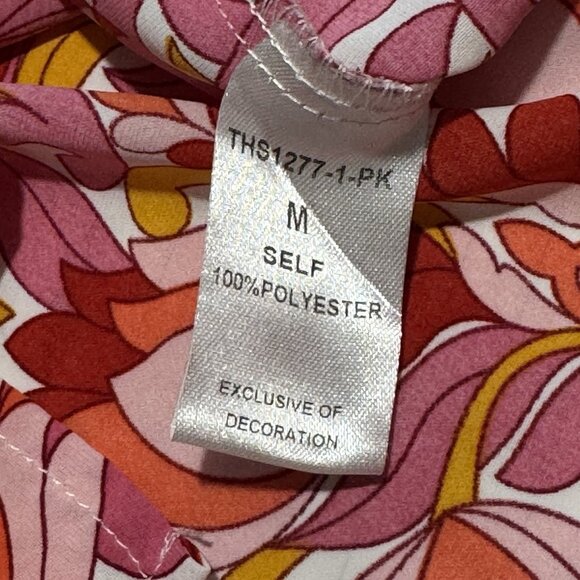 THS1277-1-PK
M
SELF
100%POLYESTER
EXCLUSIVE OF
DECORATION